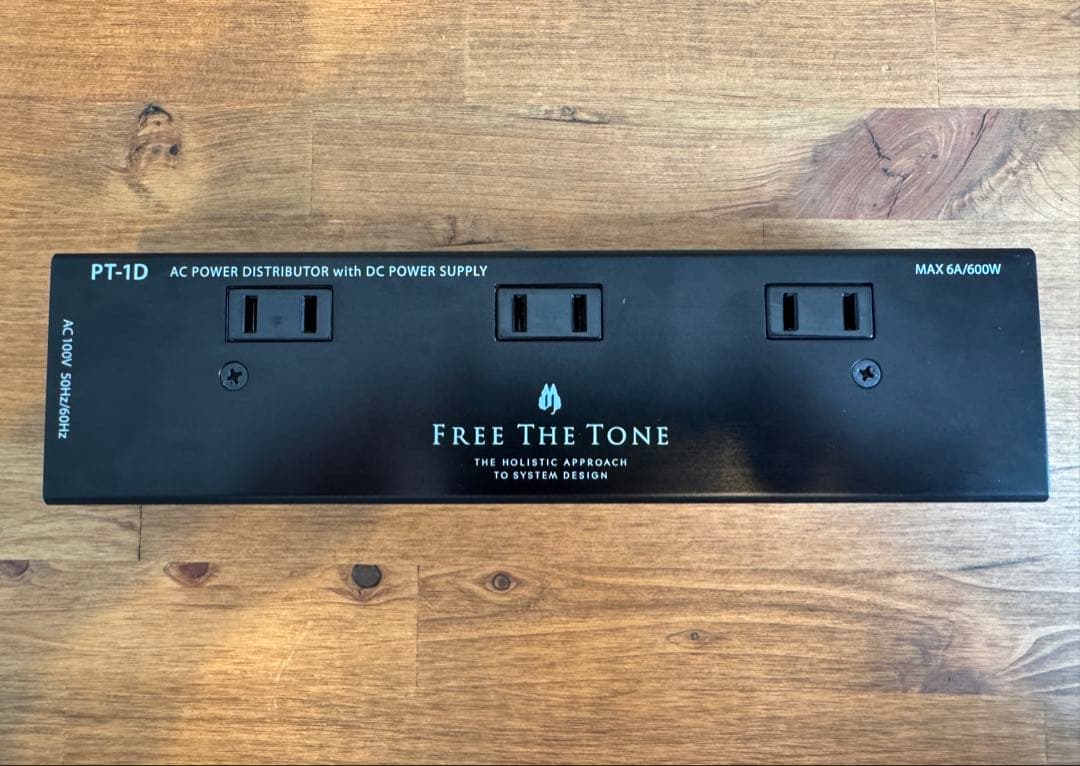 PT-1D AC POWER DISTRIBUTOR with DC POWER SUPPLY
MAX 6A/600W
AC100V 50Hz/60Hz
FREE THE TONE
THE HOLISTIC APPROACH
TO SYSTEM DESIGN